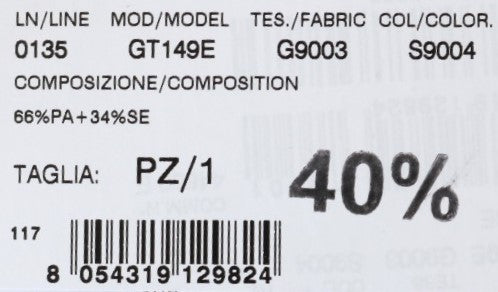 LN/LINE MOD/MODEL TES./FABRIC COL/COLOR.
0135 GT149E G9003 S9004
COMPOSIZIONE/COMPOSITION
66%PA+34%SE
TAGLIA: PZ/1 40%
117
8 054319 129824